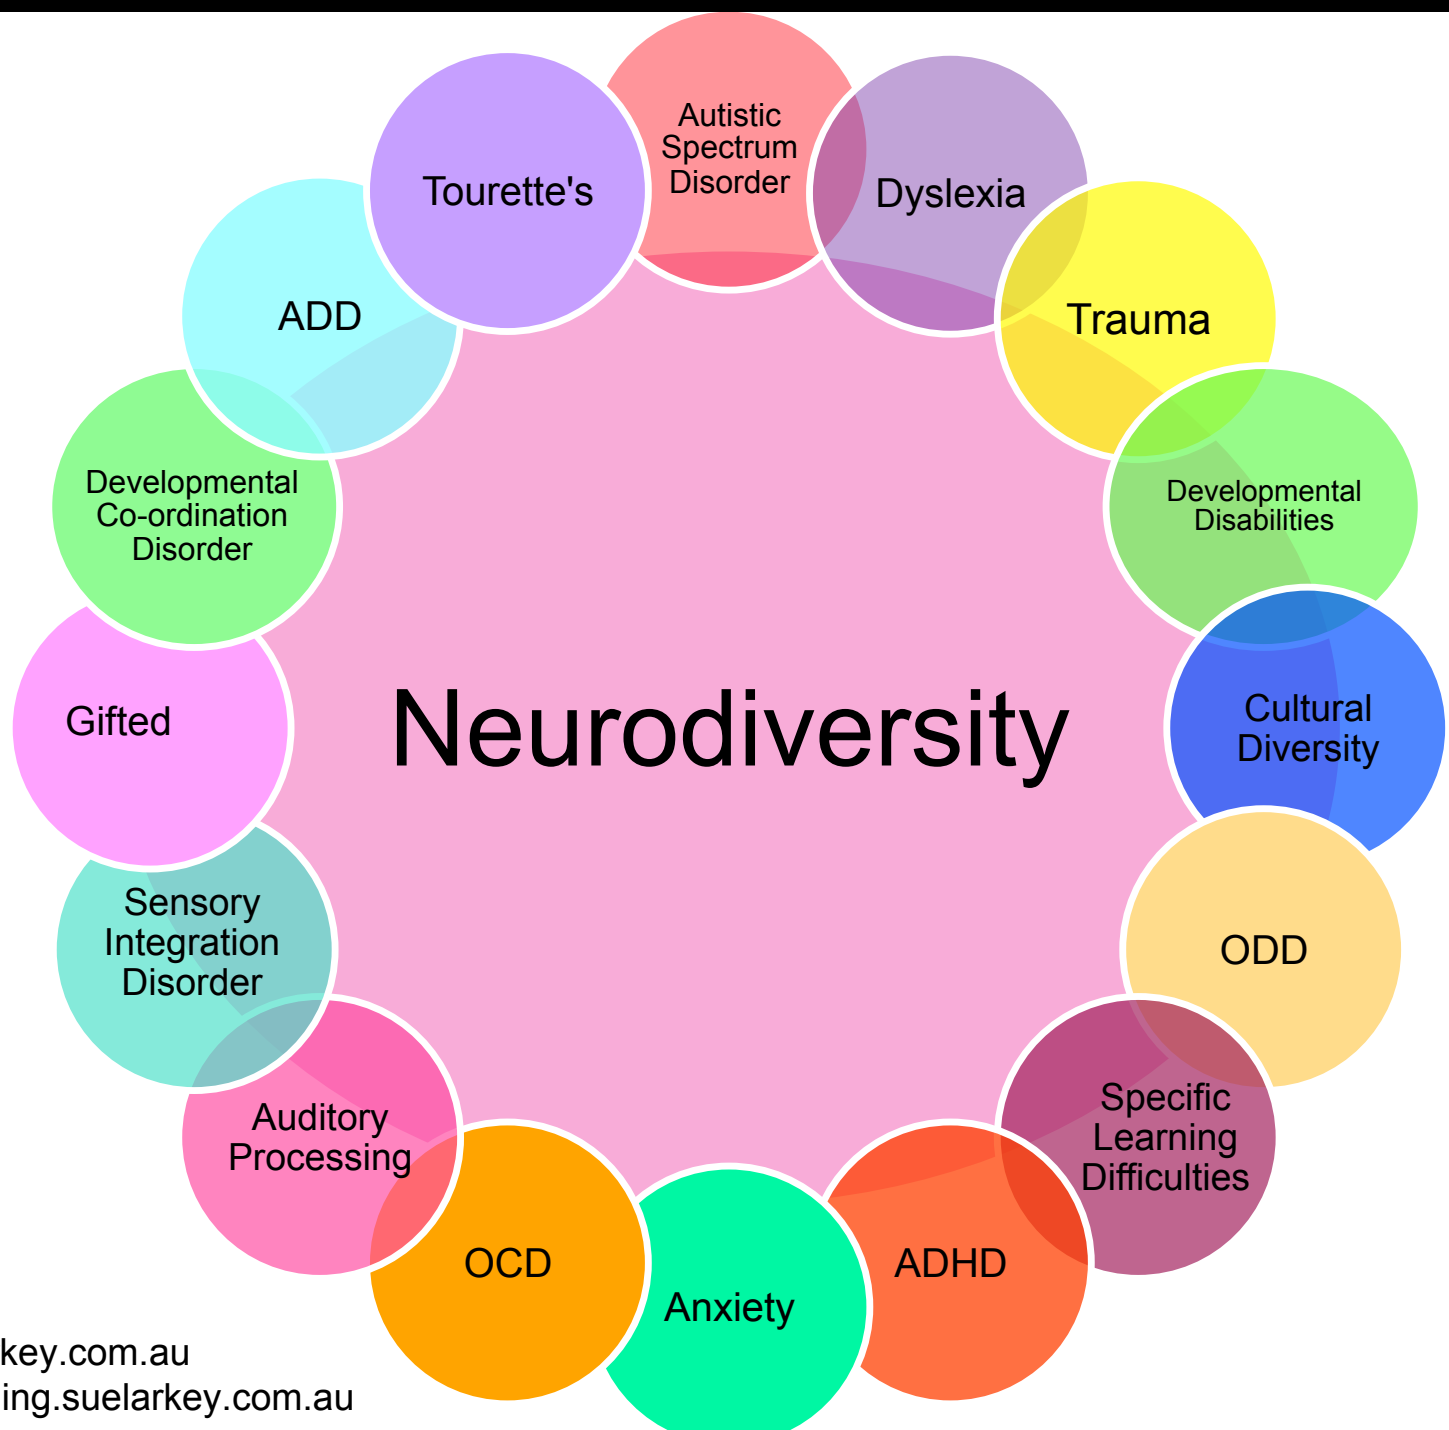 Autistic
Spectrum
Disorder
Dyslexia
Trauma
Developmental
Disabilities
Cultural
Diversity
ODD
Specific
Learning
Difficulties
ADHD
Anxiety
OCD
Auditory
Processing
Sensory
Integration
Disorder
Gifted
Developmental
Co-ordination
Disorder
ADD
Tourette's
Neurodiversity
key.com.au
ing.suelarkey.com.au